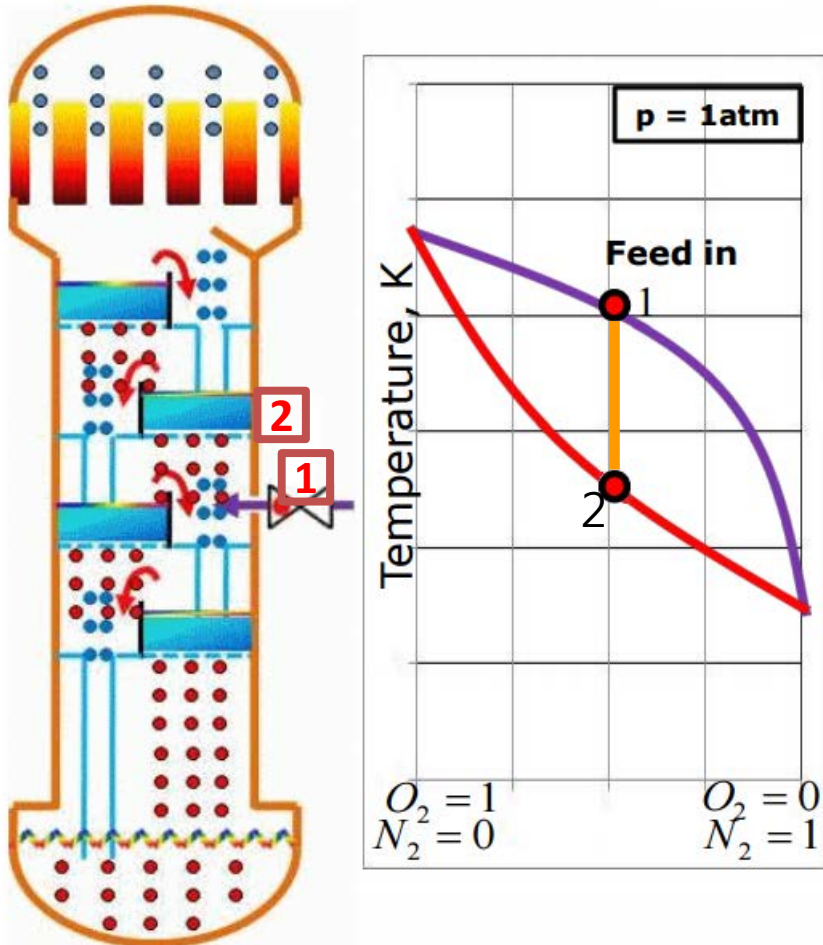 p = 1atm
Feed in
1
2
1
2
Temperature, K
O₂ = 1
N₂ = 0
O₂ = 0
N₂ = 1